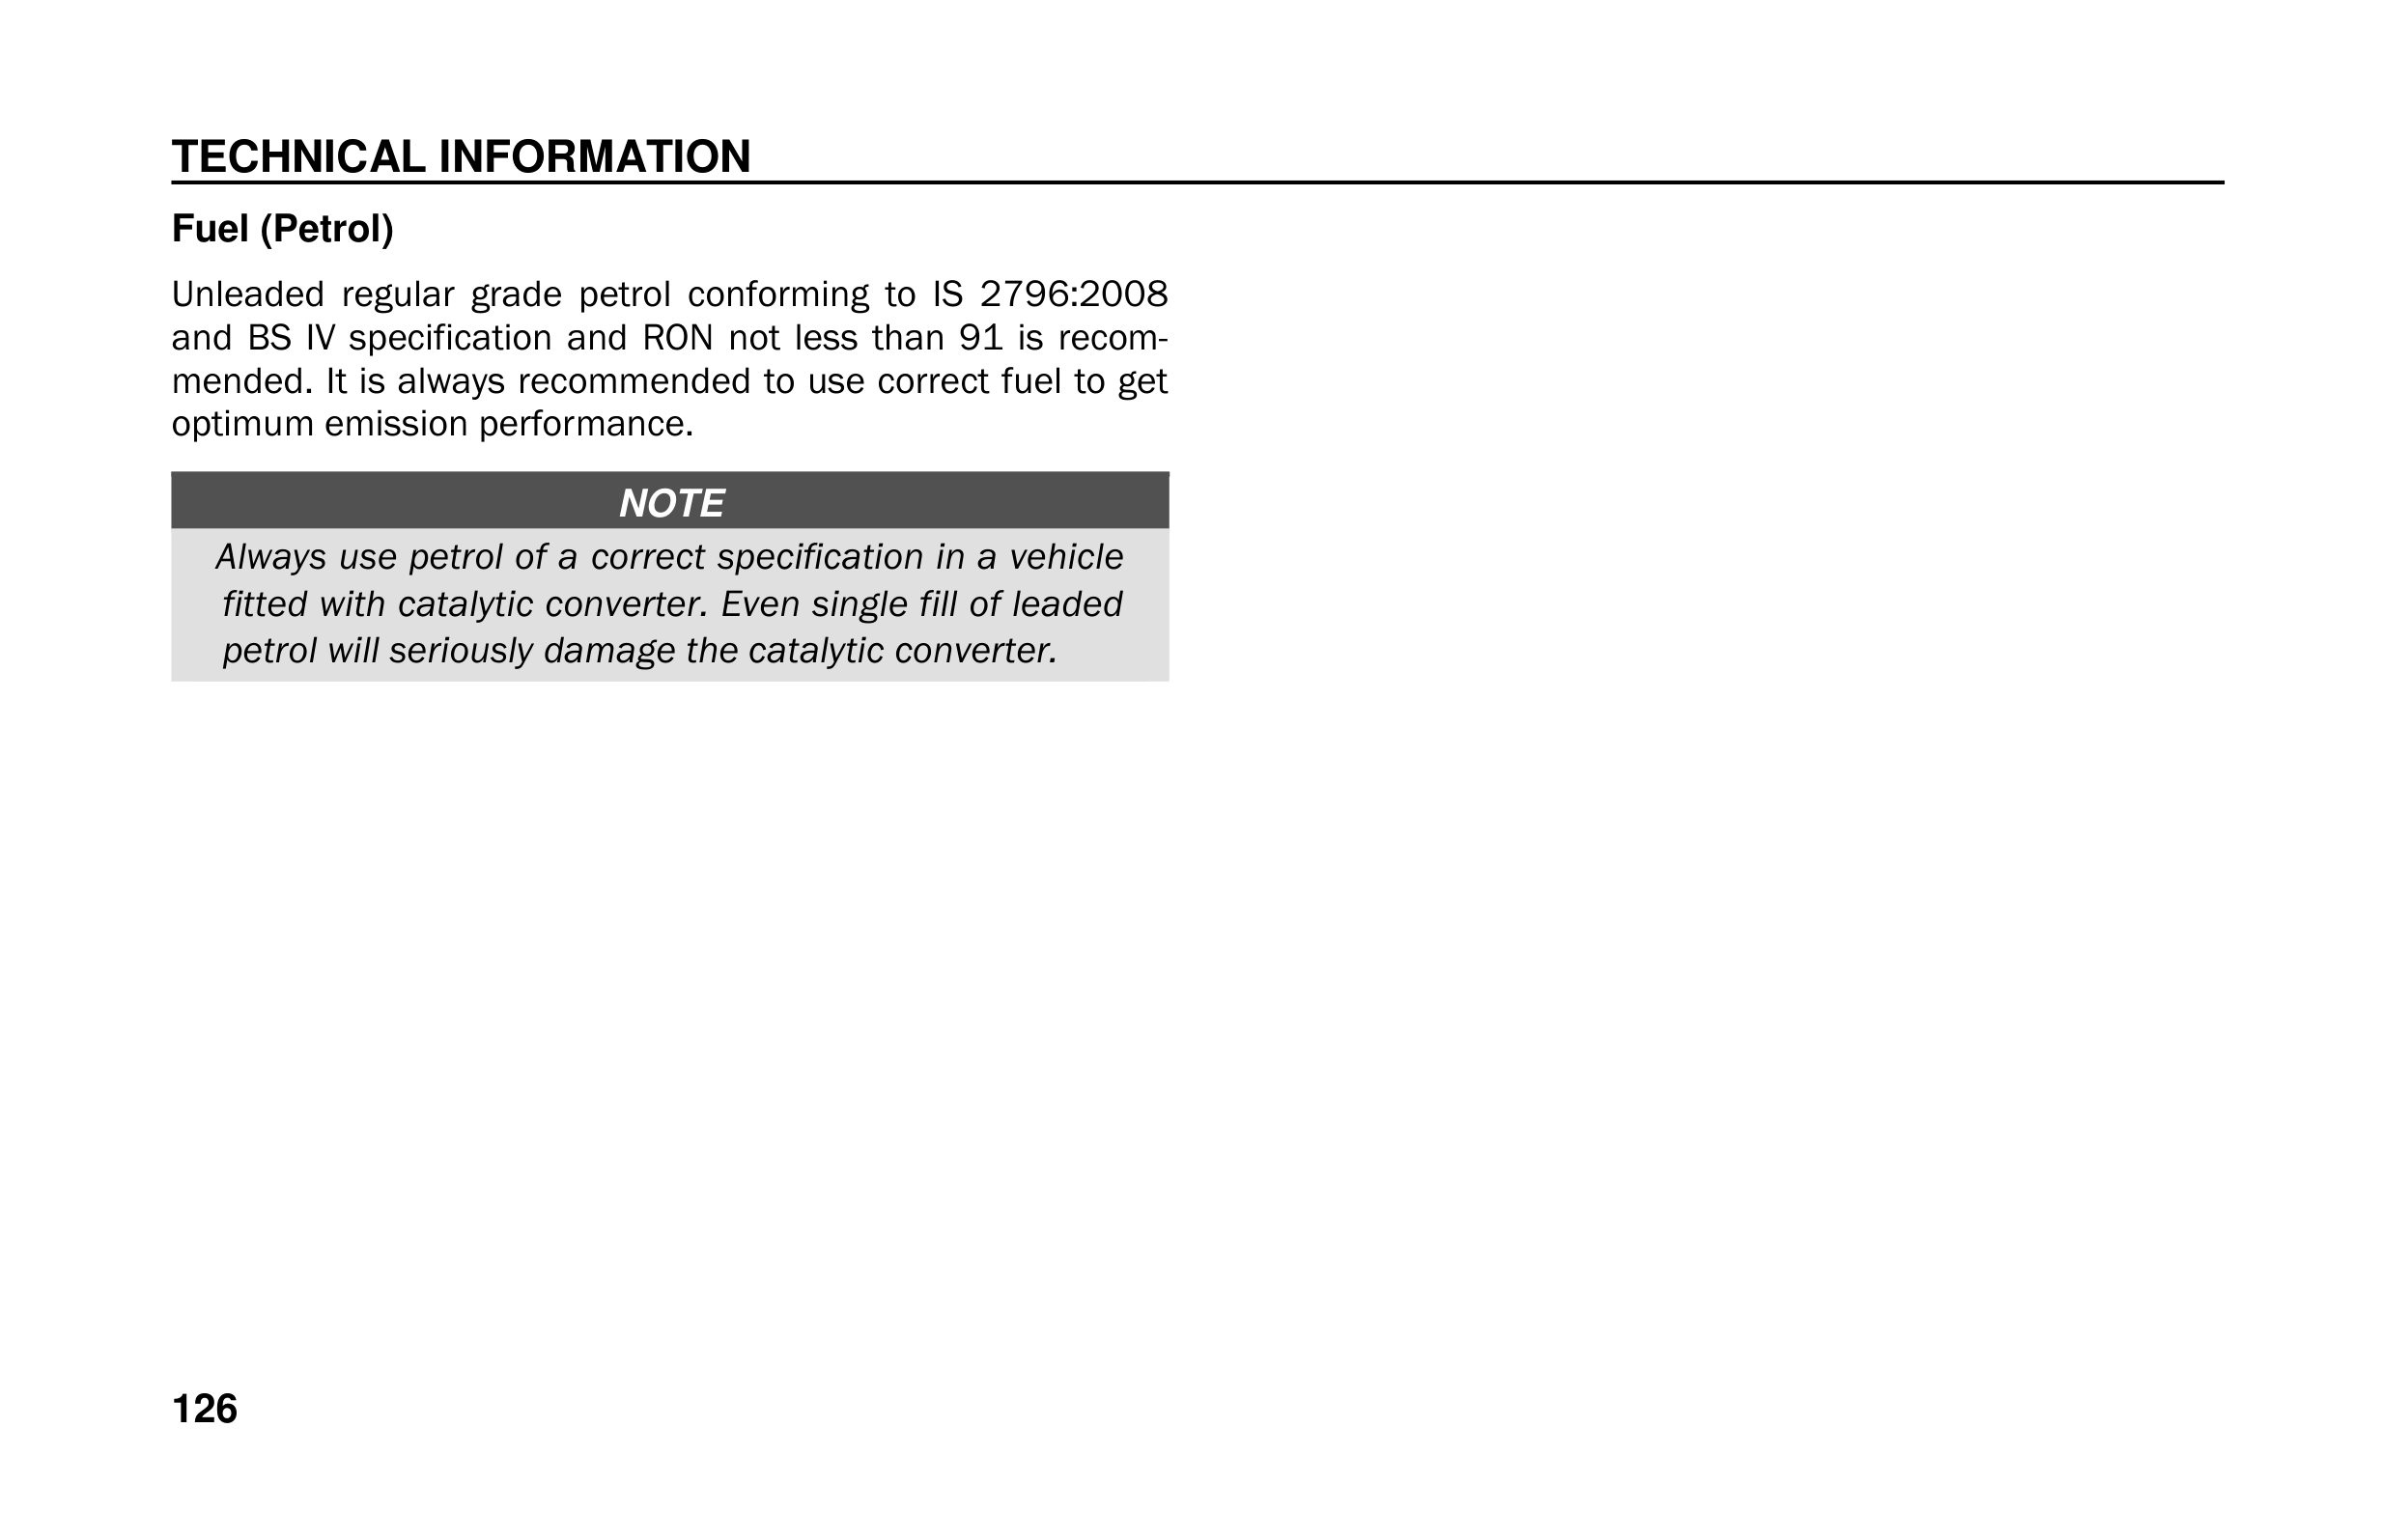 TECHNICAL INFORMATION
Fuel (Petrol)
Unleaded regular grade petrol conforming to IS 2796:2008
and BS IV specification and RON not less than 91 is recom-
mended. It is always recommended to use correct fuel to get
optimum emission performance.
NOTE
Always use petrol of a correct specification in a vehicle
fitted with catalytic converter. Even single fill of leaded
petrol will seriously damage the catalytic converter.
126